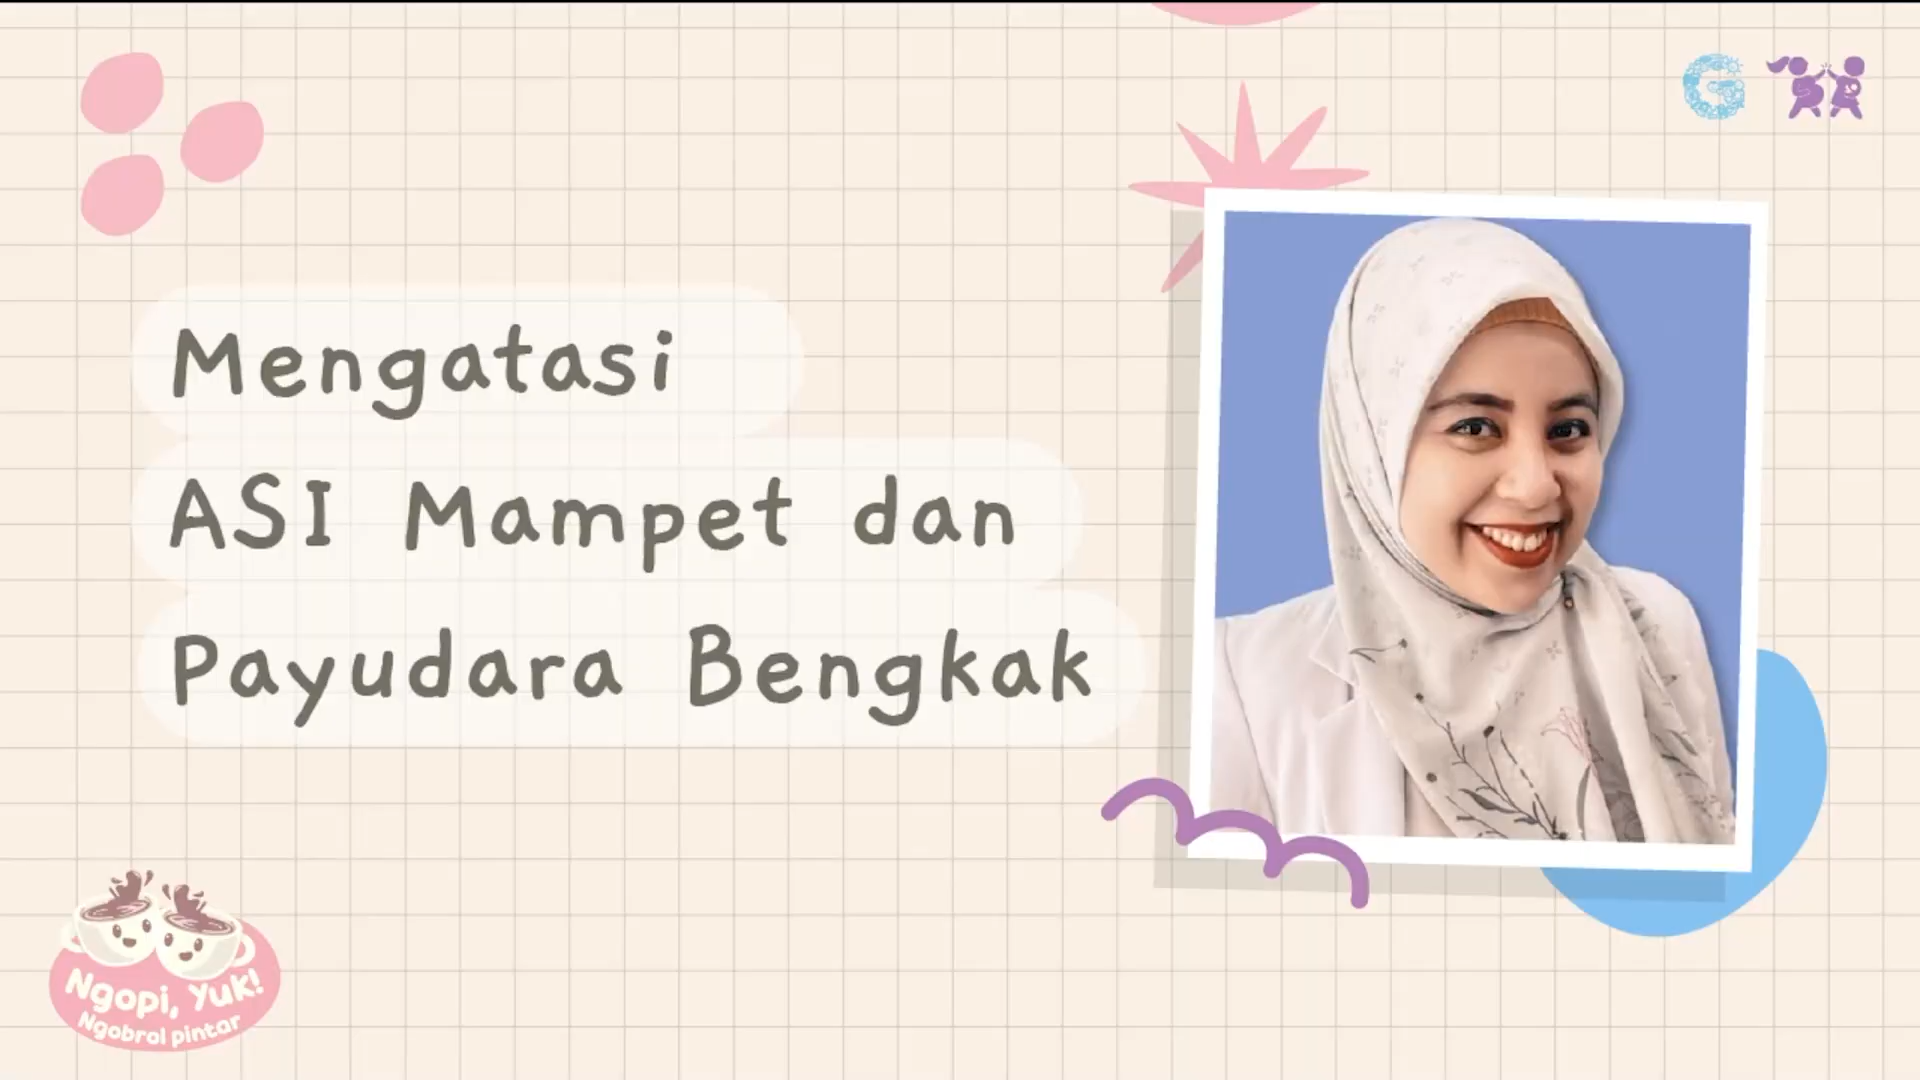 Mengatasi
ASI Mampet dan
Payudara Bengkak
Ngopi, Yuk!
Ngobrol pintar